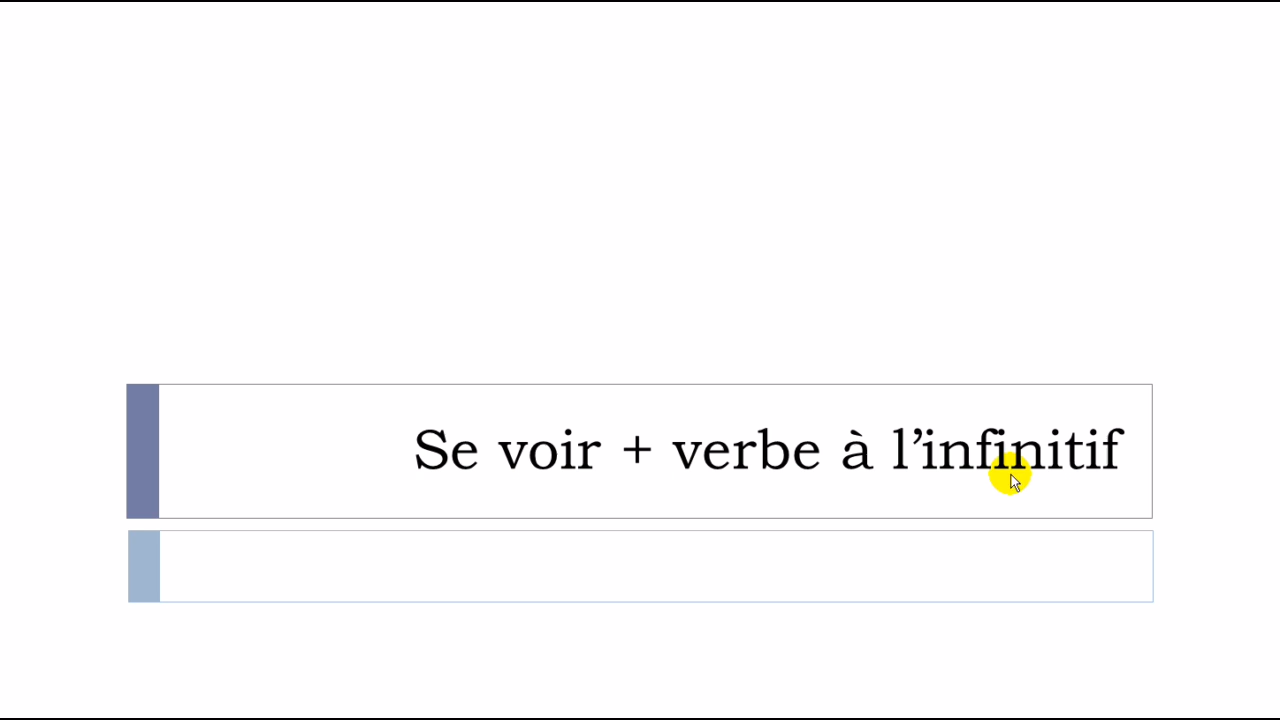 Se voir + verbe à l’infinitif